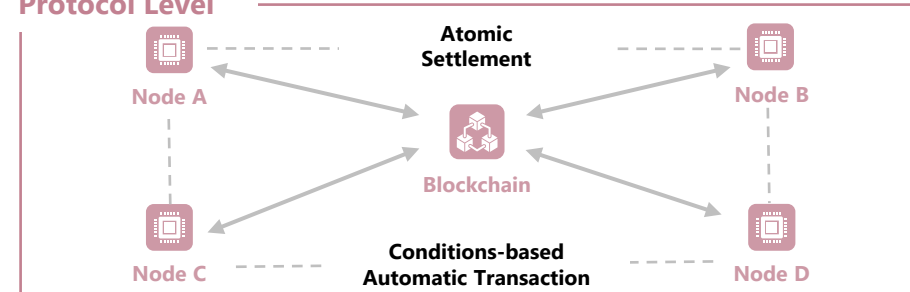 Protocol Level
Atomic
Settlement
Node A
Node B
Blockchain
Conditions-based
Automatic Transaction
Node C
Node D